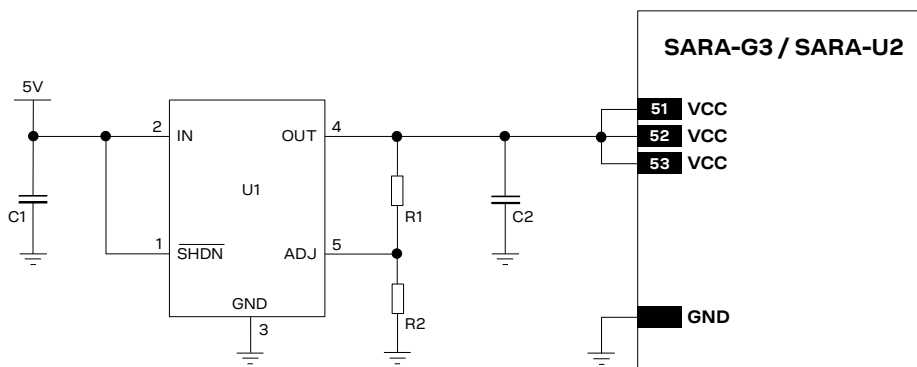 SARA-G3 / SARA-U2
5V
51 VCC
2 IN OUT 4
52 VCC
53 VCC
U1
C1
R1
C2
1 SHDN ADJ 5
GND
3
R2
GND